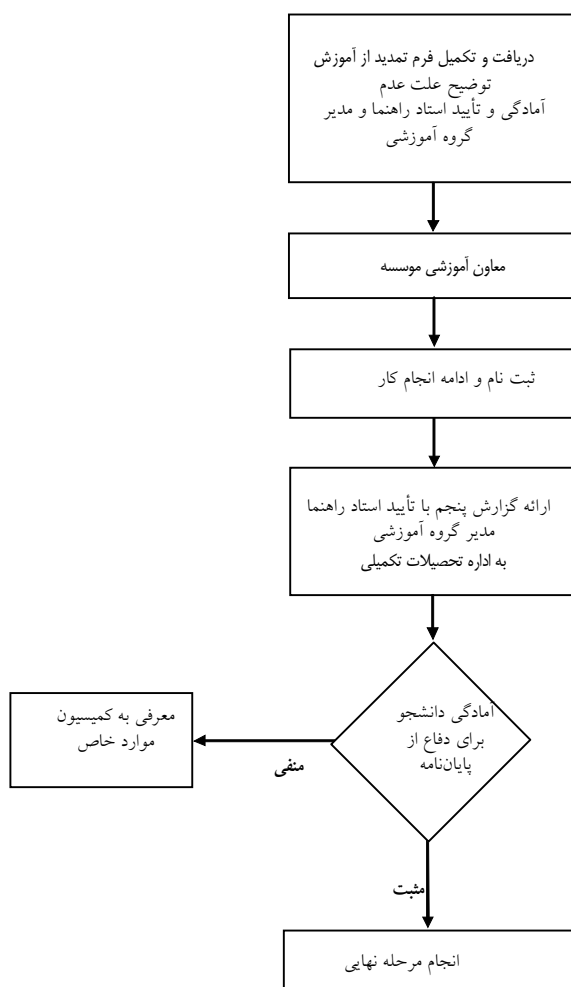 دریافت و تکمیل فرم تمدید از آموزش
توضیح علت عدم
آمادگی و تأیید استاد راهنما و مدیر
گروه آموزشی
معاون آموزشی موسسه
ثبت نام و ادامه انجام کار
ارائه گزارش پنجم با تأیید استاد راهنما
مدیر گروه آموزشی
به اداره تحصیلات تکمیلی
آمادگی دانشجو
برای دفاع از
پایان‌نامه
منفی
معرفی به کمیسیون
موارد خاص
مثبت
انجام مرحله نهایی